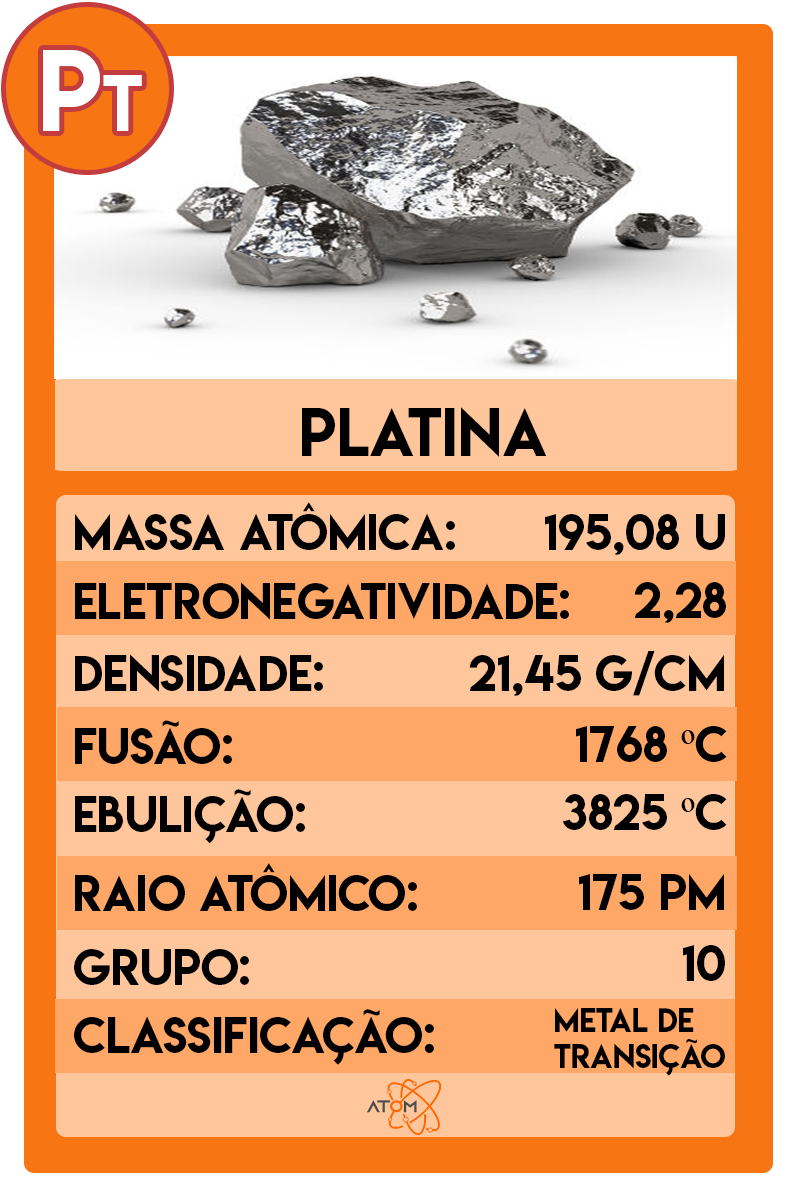 PT
PLATINA
MASSA ATÔMICA: 195,08 U
ELETRONEGATIVIDADE: 2,28
DENSIDADE: 21,45 G/CM
FUSÃO: 1768 ºC
EBULIÇÃO: 3825 ºC
RAIO ATÔMICO: 175 PM
GRUPO: 10
CLASSIFICAÇÃO: METAL DE
TRANSIÇÃO
ATOM